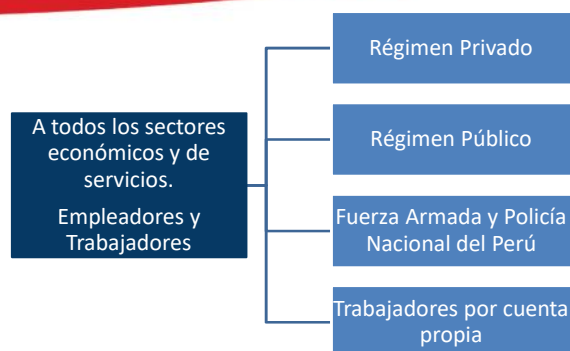 A todos los sectores
económicos y de
servicios.
Empleadores y
Trabajadores
Régimen Privado
Régimen Público
Fuerza Armada y Policía
Nacional del Perú
Trabajadores por cuenta
propia